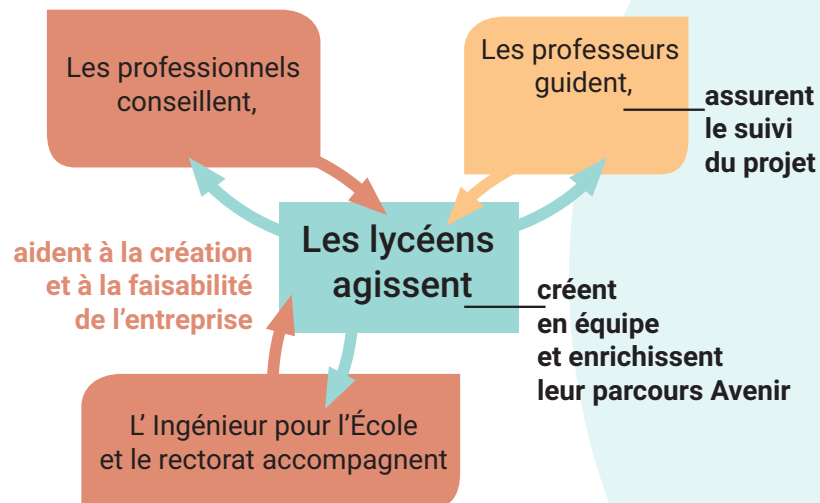 Les professionnels
conseillent,
Les professeurs
guident,
assurent
le suivi
du projet
Les lycéens
agissent
aident à la création
et à la faisabilité
de l’entreprise
créent
en équipe
et enrichissent
leur parcours Avenir
L’ Ingénieur pour l’École
et le rectorat accompagnent